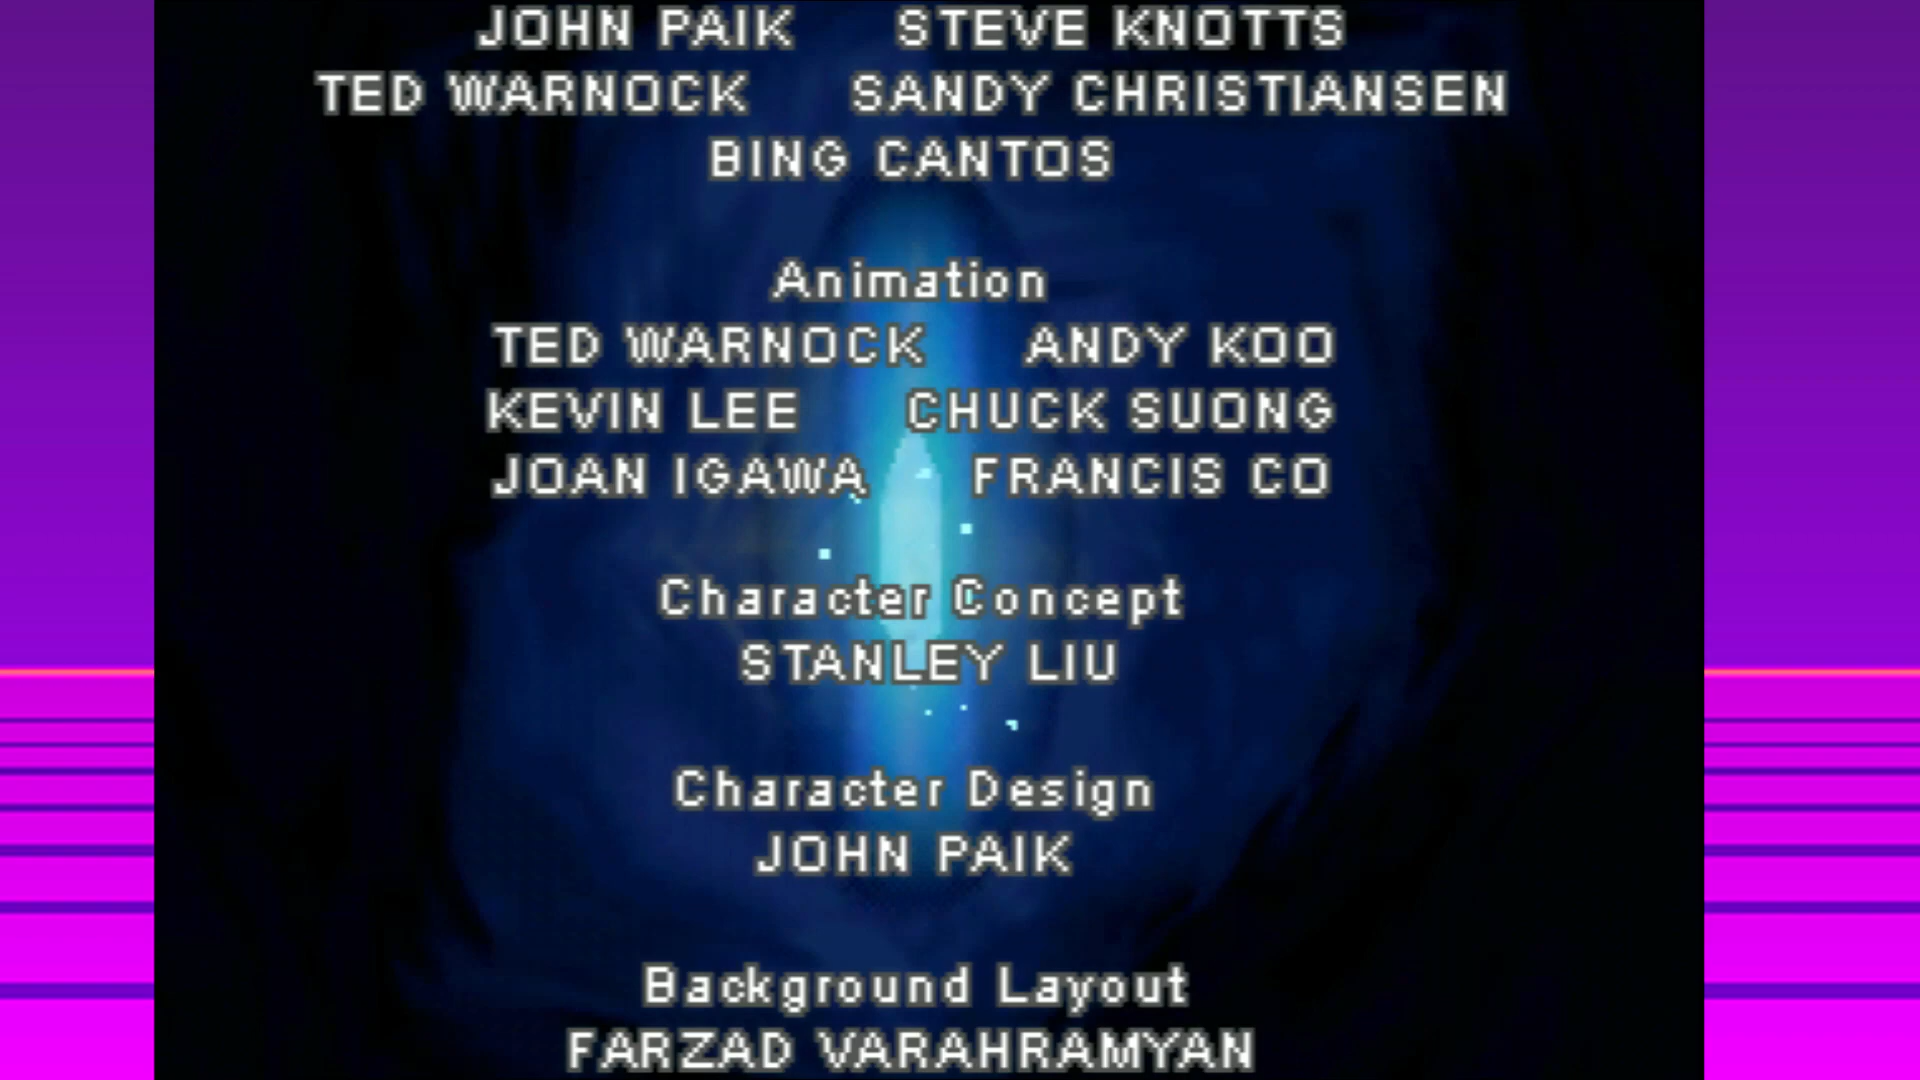 JOHN PAIK STEVE KNOTTS
TED WARNOCK SANDY CHRISTIANSEN
BING CANTOS
Animation
TED WARNOCK ANDY KOO
KEVIN LEE CHUCK SUONG
JOAN IGAWA FRANCIS CO
Character Concept
STANLEY LIU
Character Design
JOHN PAIK
Background Layout
FARZAD VARAHRAMYAN